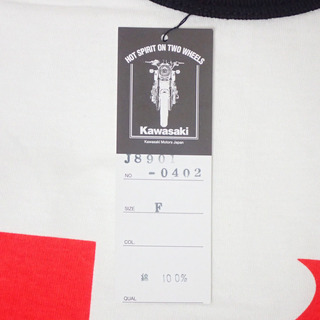 HOT SPIRIT ON TWO WHEELS
Kawasaki
Kawasaki Motors Japan
J8901
NO. -0402
SIZE F
COL.
綿 100%
QUAL